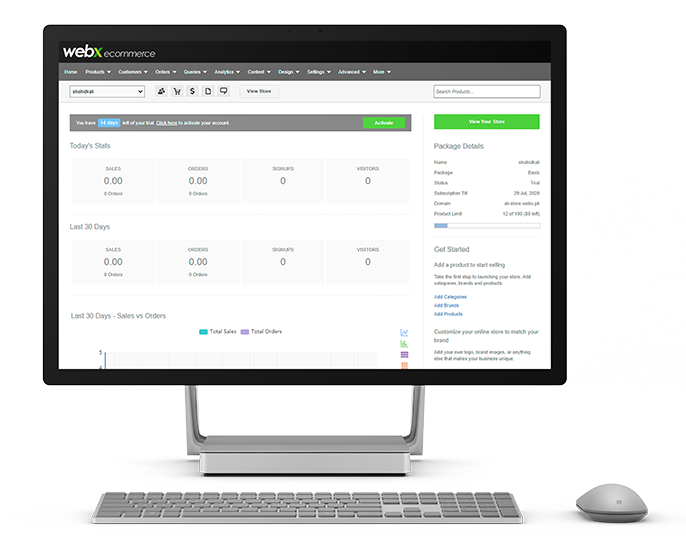 webx ecommerce
Home Products Customers Orders Queries Analytics Content Design Settings Advanced More
shahidkali
$
View Store
Search Products...
You have 14 days left of your trial. Click here to activate your account.
Activate
View Your Store
Today's Stats
SALES ORDERS SIGNUPS VISITORS
0.00 0.00 0 0
0 Orders 0 Orders
Last 30 Days
SALES ORDERS SIGNUPS VISITORS
0.00 0.00 0 0
0 Orders 0 Orders
Last 30 Days - Sales vs Orders
Total Sales Total Orders
5
4
Package Details
Name shahidkali
Package Basic
Status Trial
Subscription Till 29 Jul, 2020
Domain
Product Limit 12 of 100 (88 left)
Get Started
Add a product to start selling
Take the first step to launching your store. Add
categories, brands and products
Add Categories
Add Brands
Add Products
Customize your online store to match your
brand
Add your own logo, brand images, or anything
else that makes your business unique.